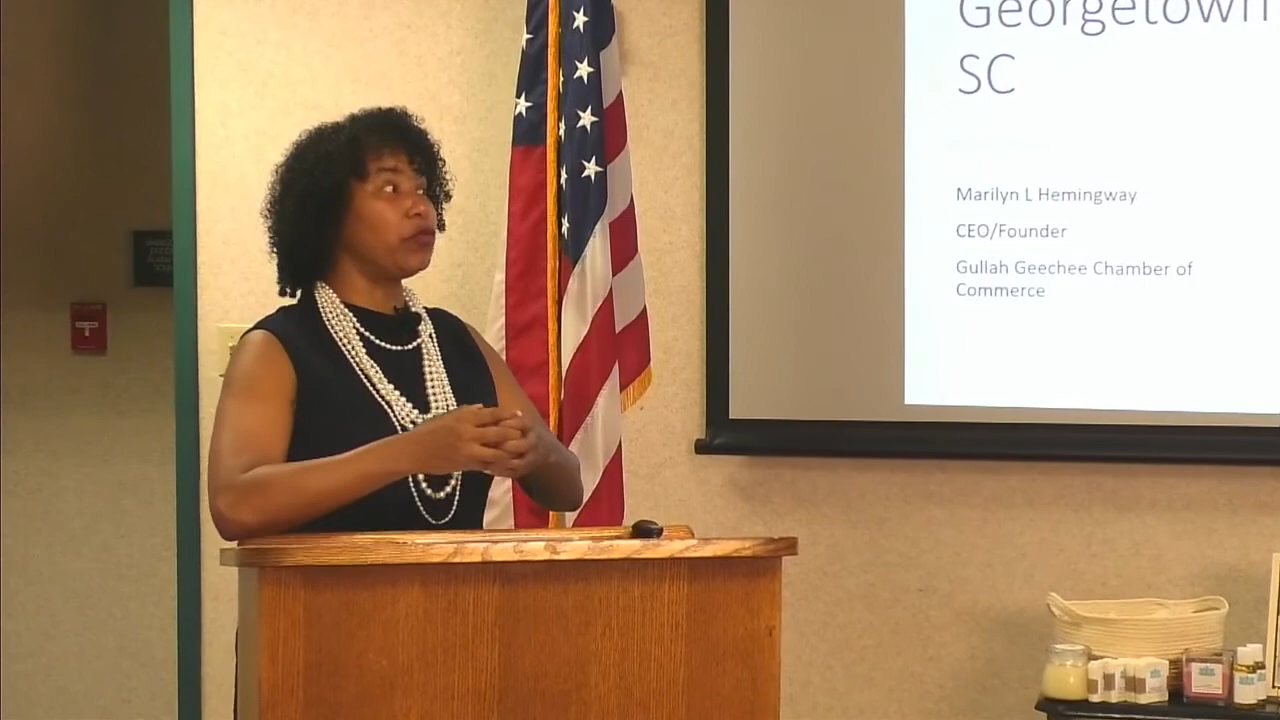 Georgetown
SC
Marilyn L Hemingway
CEO/Founder
Gullah Geechee Chamber of
Commerce